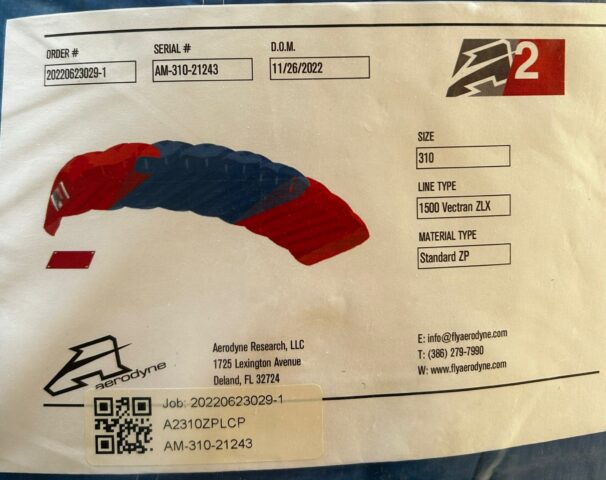 ORDER #
20220623029-1
SERIAL #
AM-310-21243
D.O.M.
11/26/2022
A2
SIZE
310
LINE TYPE
1500 Vectran ZLX
MATERIAL TYPE
Standard ZP
aerodyne
Aerodyne Research, LLC
1725 Lexington Avenue
Deland, FL 32724
E: info@flyaerodyne.com
T: (386) 279-7990
W: www.flyaerodyne.com
Job: 20220623029-1
A2310ZPLCP
AM-310-21243